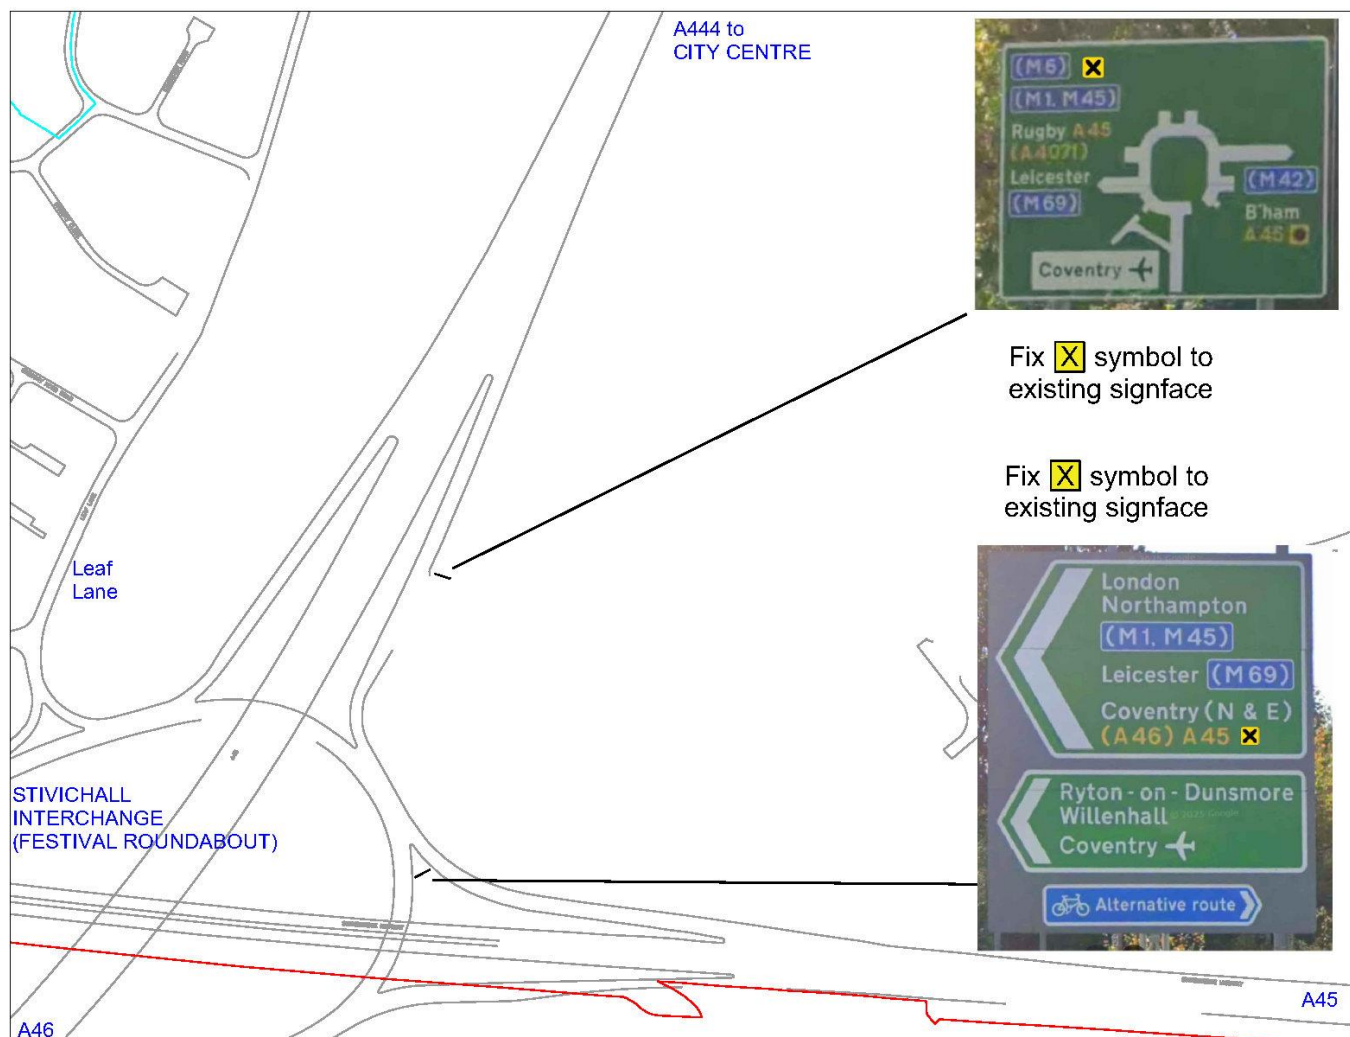 A444 to
CITY CENTRE
(M6) X
(M1, M45)
Rugby A45
(A4071)
Leicester
(M69)
(M42)
B'ham
A45
Coventry
Fix X symbol to
existing signface
Fix X symbol to
existing signface
Leaf
Lane
London
Northampton
(M1, M45)
Leicester (M69)
Coventry (N & E)
(A46) A45 X
Ryton-on-Dunsmore
Willenhall
Coventry
Alternative route
STIVICHALL
INTERCHANGE
(FESTIVAL ROUNDABOUT)
A46
A45